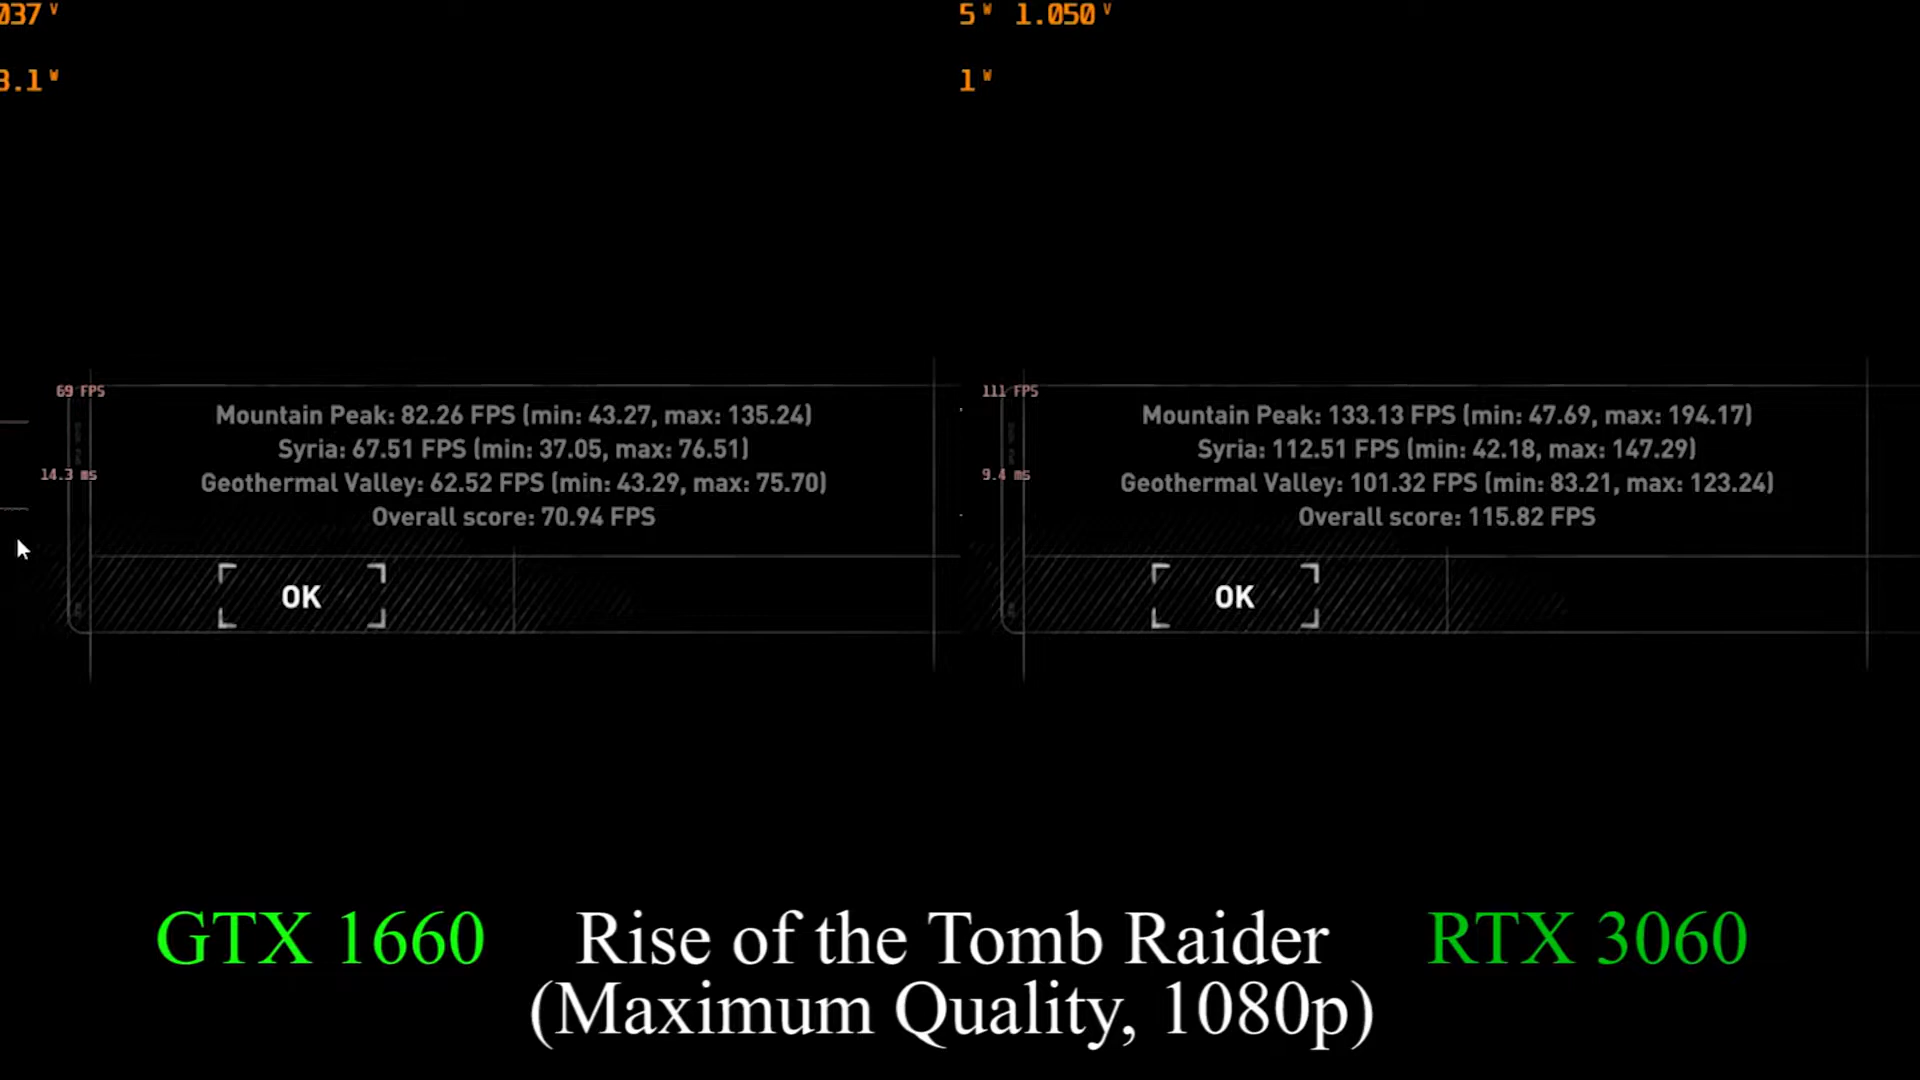 037 V
3.1 W
5 W 1.050 V
1 W
69 FPS
Mountain Peak: 82.26 FPS (min: 43.27, max: 135.24)
Syria: 67.51 FPS (min: 37.05, max: 76.51)
14.3 ms
Geothermal Valley: 62.52 FPS (min: 43.29, max: 75.70)
Overall score: 70.94 FPS
OK
111 FPS
Mountain Peak: 133.13 FPS (min: 47.69, max: 194.17)
Syria: 112.51 FPS (min: 42.18, max: 147.29)
9.4 ms
Geothermal Valley: 101.32 FPS (min: 83.21, max: 123.24)
Overall score: 115.82 FPS
OK
GTX 1660
Rise of the Tomb Raider
(Maximum Quality, 1080p)
RTX 3060